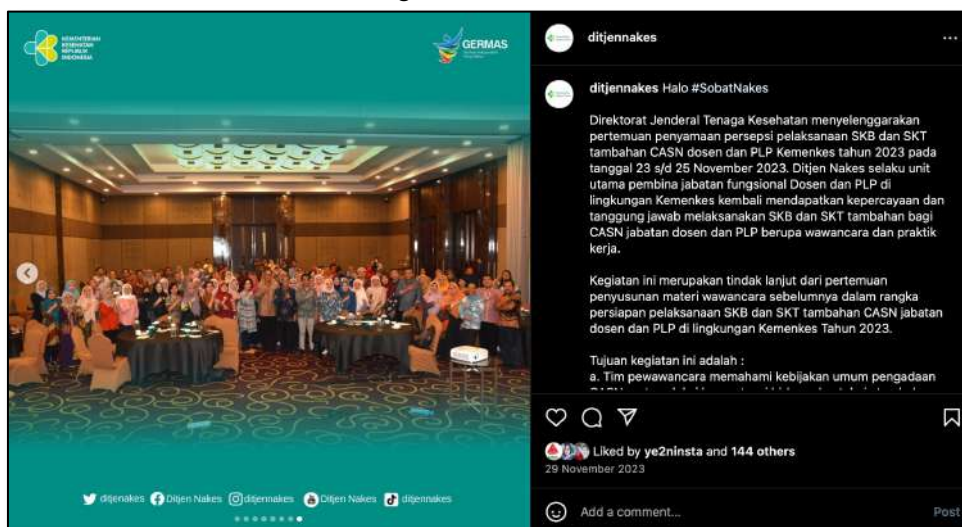 KEMENTERIAN
KESEHATAN
REPUBLIK
INDONESIA
GERMAS
ditjennakes
ditjennakes Halo #SobatNakes
Direktorat Jenderal Tenaga Kesehatan menyelenggarakan
pertemuan penyamaan persepsi pelaksanaan SKB dan SKT
tambahan CASN dosen dan PLP Kemenkes tahun 2023 pada
tanggal 23 s/d 25 November 2023. Ditjen Nakes selaku unit
utama pembina jabatan fungsional Dosen dan PLP di
lingkungan Kemenkes kembali mendapatkan kepercayaan dan
tanggung jawab melaksanakan SKB dan SKT tambahan bagi
CASN jabatan dosen dan PLP berupa wawancara dan praktik
kerja.
Kegiatan ini merupakan tindak lanjut dari pertemuan
penyusunan materi wawancara sebelumnya dalam rangka
persiapan pelaksanaan SKB dan SKT tambahan CASN jabatan
dosen dan PLP di lingkungan Kemenkes Tahun 2023.
Tujuan kegiatan ini adalah :
a. Tim pewawancara memahami kebijakan umum pengadaan
Liked by ye2ninsta and 144 others
29 November 2023
ditjenakes Ditjen Nakes ditjennakes Ditjen Nakes ditjennakes
Add a comment...
Post